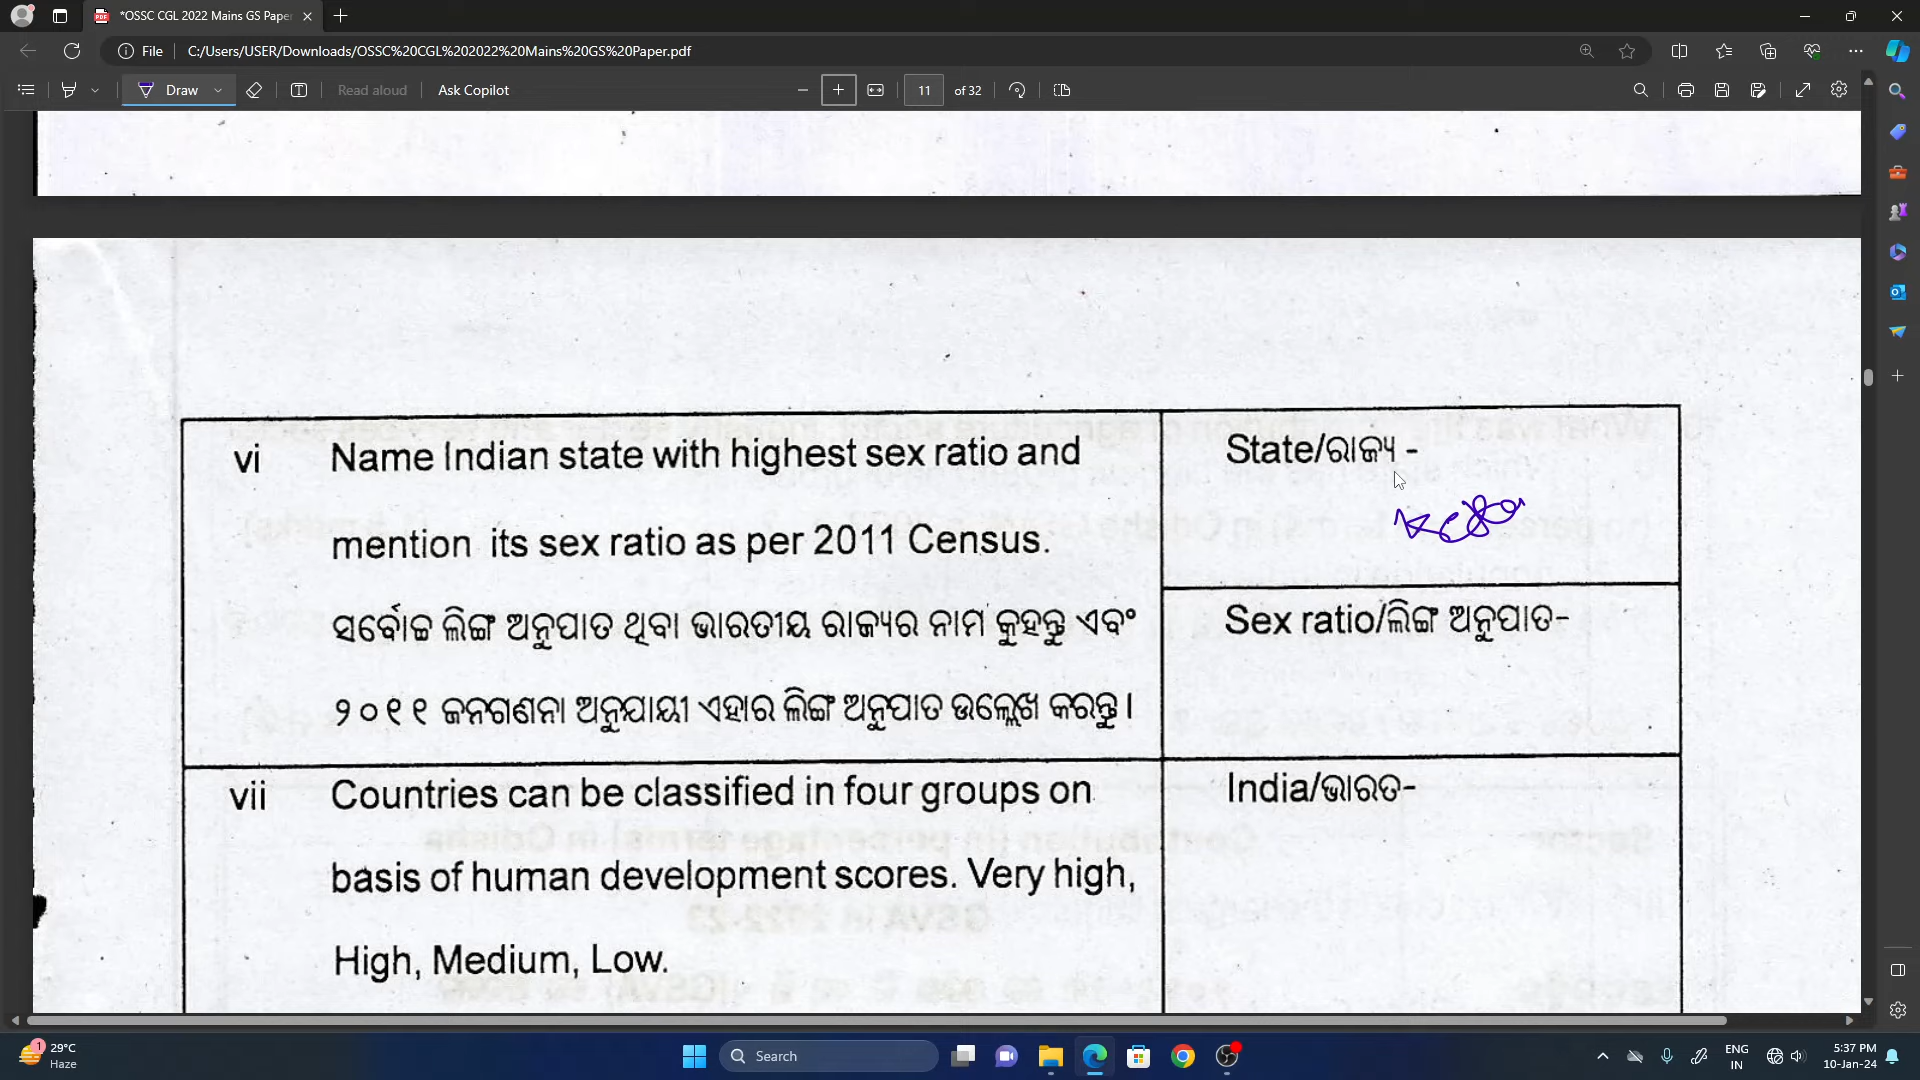 *OSSC CGL 2022 Mains GS Pape
File C:/Users/USER/Downloads/OSSC%20CGL%202022%20Mains%20GS%20Paper.pdf
Draw Read aloud Ask Copilot 11 of 32
vi Name Indian state with highest sex ratio and
mention its sex ratio as per 2011 Census.
ସର୍ବୋଚ୍ଚ ଲିଙ୍ଗ ଅନୁପାତ ଥିବା ଭାରତୀୟ ରାଜ୍ୟର ନାମ କୁହନ୍ତୁ ଏବଂ
୨୦୧୧ ଜନଗଣନା ଅନୁଯାୟୀ ଏହାର ଲିଙ୍ଗ ଅନୁପାତ ଉଲ୍ଲେଖ କରନ୍ତୁ।
State/ରାଜ୍ୟ -
Sex ratio/ଲିଙ୍ଗ ଅନୁପାତ-
vii Countries can be classified in four groups on
basis of human development scores. Very high,
High, Medium, Low.
India/ଭାରତ-
1
29°C
Haze
Search
ENG
IN
5:37 PM
10-Jan-24